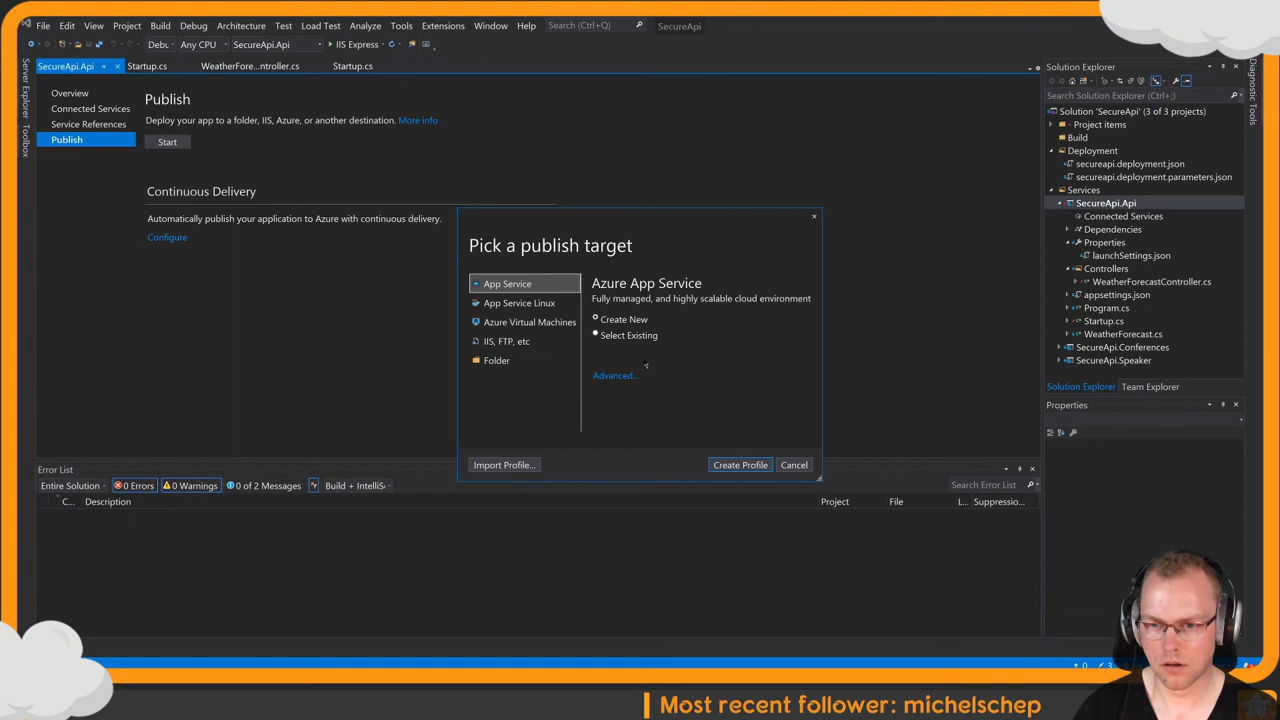 File Edit View Project Build Debug Architecture Test Load Test Analyze Tools Extensions Window Help Search (Ctrl+Q) SecureApi
Debu Any CPU SecureApi.Api IIS Express
SecureApi.Api Startup.cs WeatherFore...ntroller.cs Startup.cs
Server Explorer
Toolbox
Overview
Connected Services
Service References
Publish
Publish
Deploy your app to a folder, IIS, Azure, or another destination. More info
Start
Continuous Delivery
Automatically publish your application to Azure with continuous delivery.
Configure
Pick a publish target
App Service
App Service Linux
Azure Virtual Machines
IIS, FTP, etc
Folder
Azure App Service
Fully managed, and highly scalable cloud environment
Create New
Select Existing
Advanced...
Import Profile...
Create Profile
Cancel
Solution Explorer
Search Solution Explorer (Ctrl+;)
Solution 'SecureApi' (3 of 3 projects)
Project items
Build
Deployment
secureapi.deployment.json
secureapi.deployment.parameters.json
Services
SecureApi.Api
Connected Services
Dependencies
Properties
launchSettings.json
Controllers
WeatherForecastController.cs
appsettings.json
Program.cs
Startup.cs
WeatherForecast.cs
SecureApi.Conferences
SecureApi.Speaker
Solution Explorer Team Explorer
Properties
Diagnostic Tools
Error List
Entire Solution 0 Errors 0 Warnings 0 of 2 Messages Build + IntelliS Search Error List
C... Description Project File L... Suppressio...
0 3
Most recent follower: michelschep